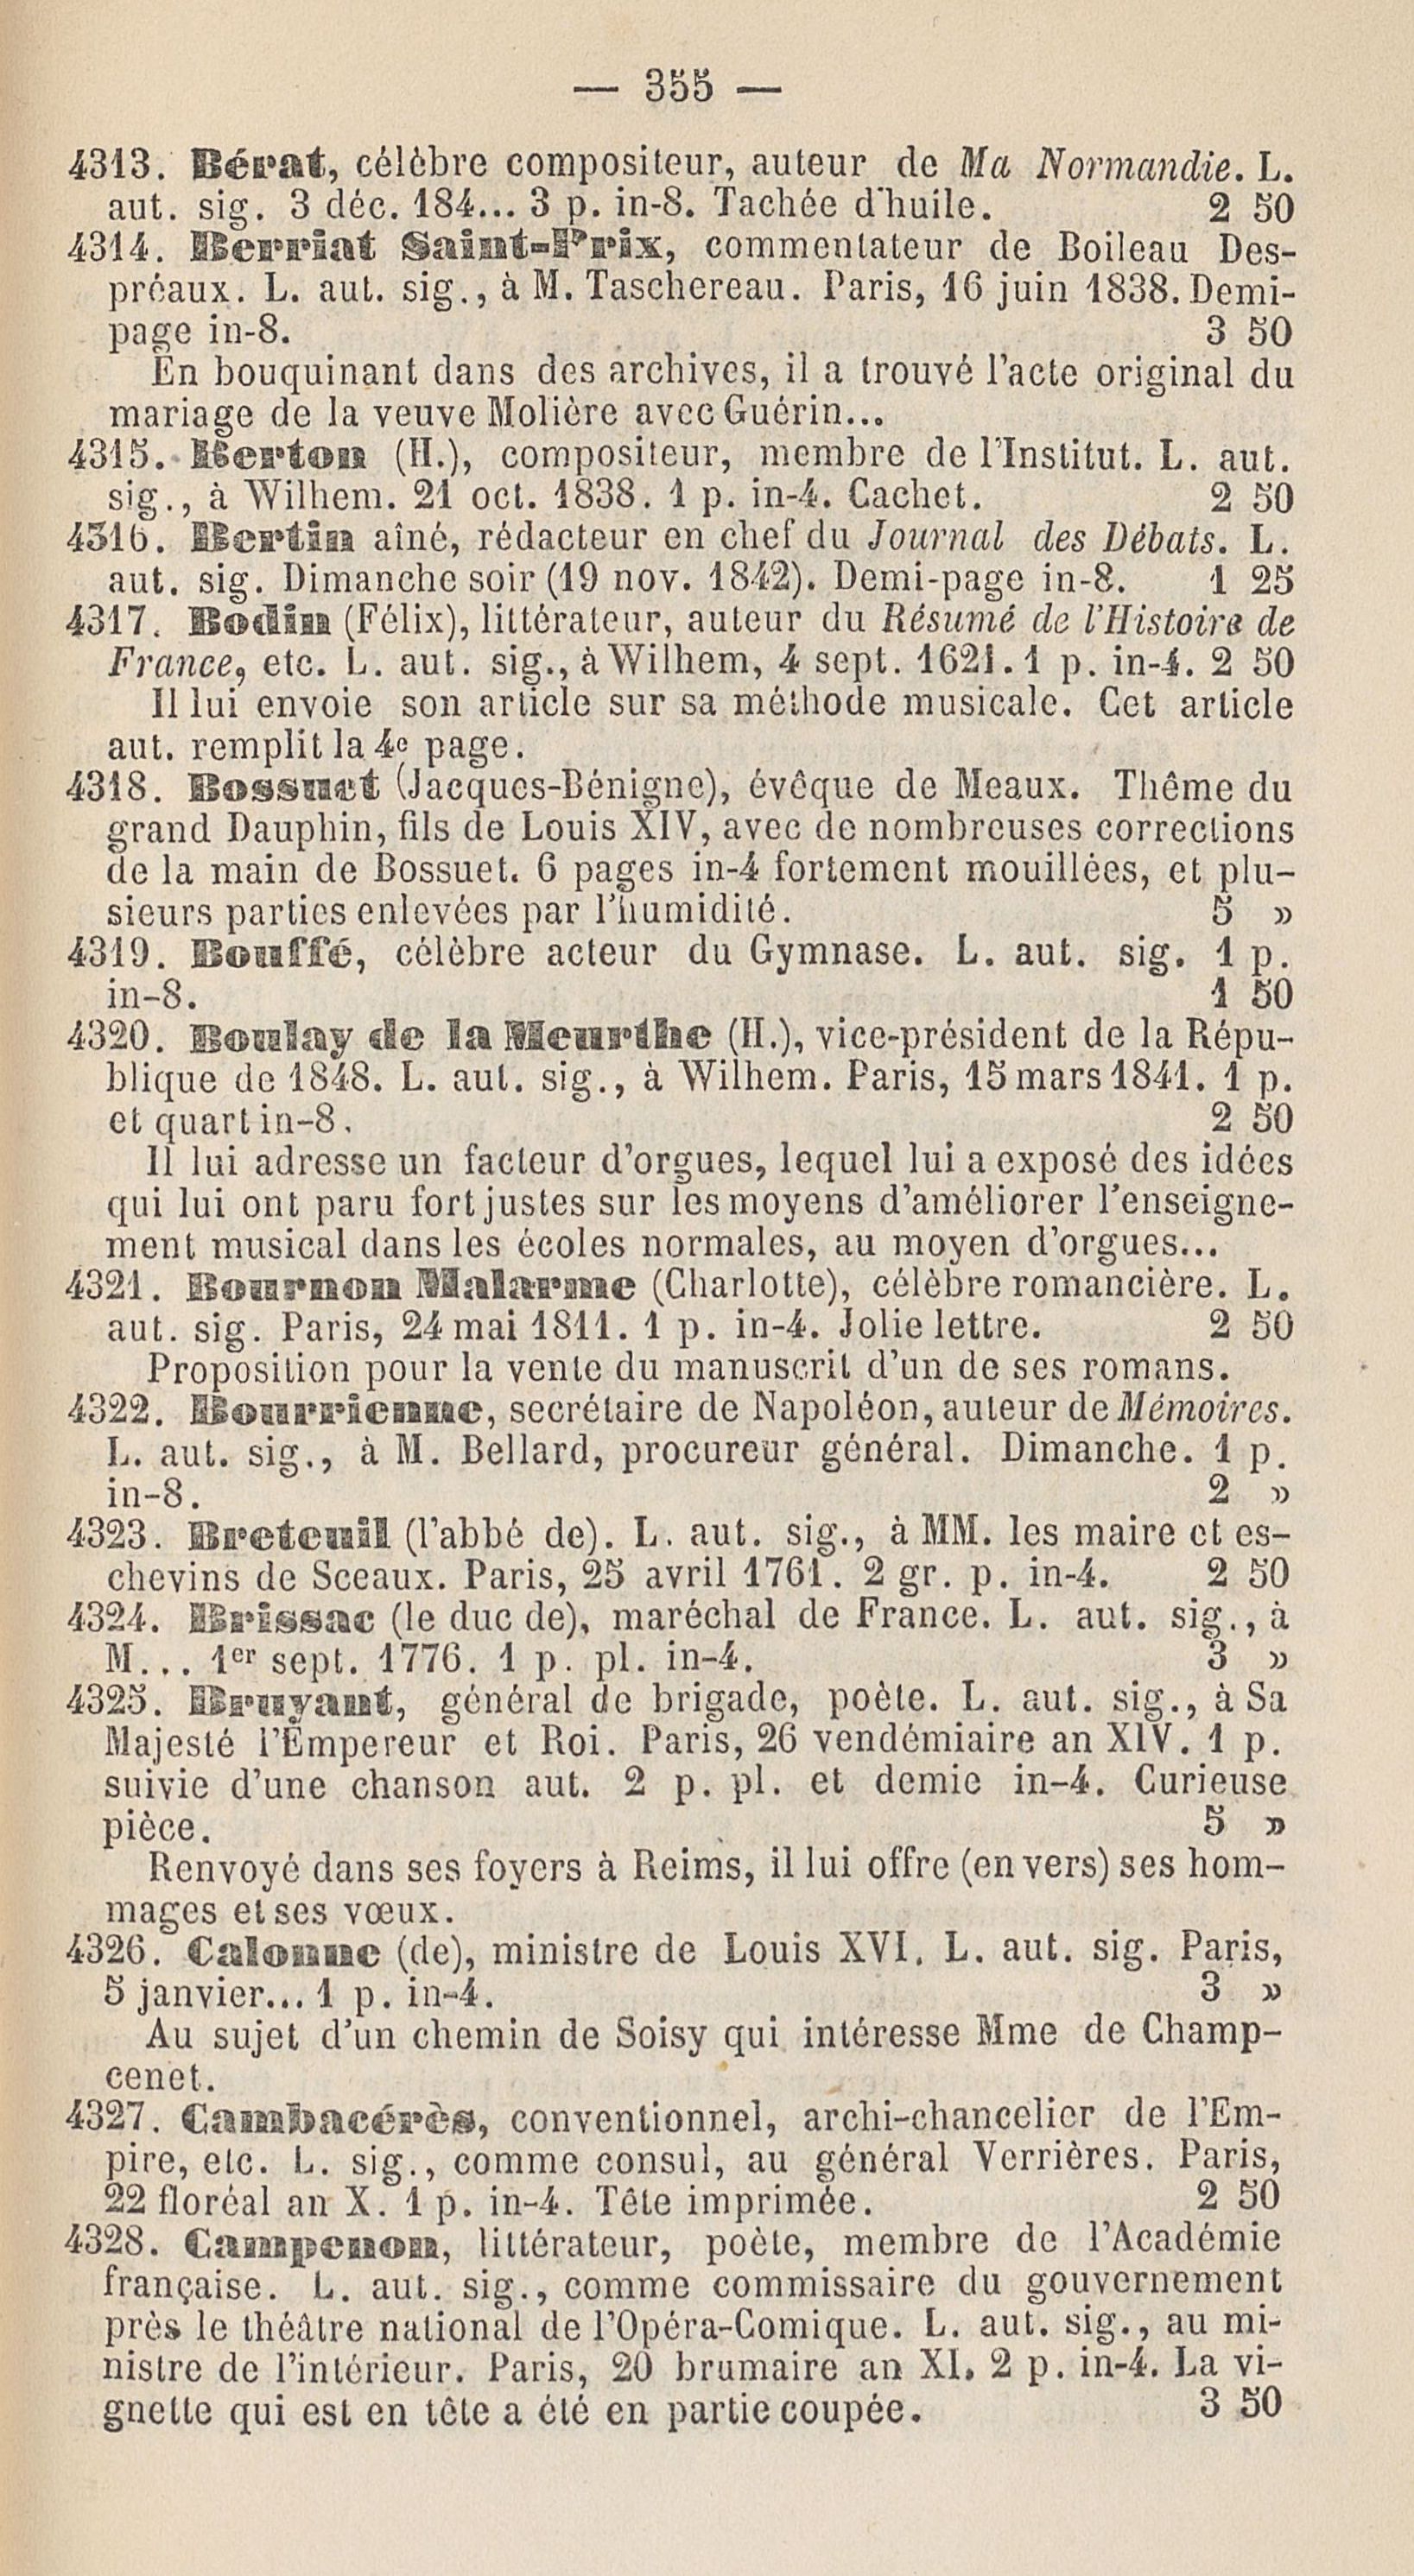 — 355 —
4313. Bérat, célèbre compositeur, auteur de Ma Normandie. L.
aut. sig. 3 déc. 184... 3 p. in-8. Tachée d'huile. 2 50
4314. Berriat Saint-Prix, commentateur de Boileau Des-
préaux. L. aut. sig., à M. Taschereau. Paris, 16 juin 1838. Demi-
page in-8. 3 50
En bouquinant dans des archives, il a trouvé l'acte original du
mariage de la veuve Molière avec Guérin...
4315. Berton (H.), compositeur, membre de l'Institut. L. aut.
sig., à Wilhem. 21 oct. 1838. 1 p. in-4. Cachet. 2 50
4316. Bertin aîné, rédacteur en chef du Journal des Débats. L.
aut. sig. Dimanche soir (19 nov. 1842). Demi-page in-8. 1 25
4317. Bodin (Félix), littérateur, auteur du Résumé de l'Histoire de
France, etc. L. aut. sig., à Wilhem, 4 sept. 1621. 1 p. in-4. 2 50
Il lui envoie son article sur sa méthode musicale. Cet article
aut. remplit la 4e page.
4318. Bossuet (Jacques-Bénigne), évêque de Meaux. Thême du
grand Dauphin, fils de Louis XIV, avec de nombreuses corrections
de la main de Bossuet. 6 pages in-4 fortement mouillées, et plu-
sieurs parties enlevées par l'humidité. 5 »
4319. Bouffé, célèbre acteur du Gymnase. L. aut. sig. 1 p.
in-8. 1 50
4320. Boulay de la Meurthe (H.), vice-président de la Répu-
blique de 1848. L. aut. sig., à Wilhem. Paris, 15 mars 1841. 1 p.
et quart in-8. 2 50
Il lui adresse un facteur d'orgues, lequel lui a exposé des idées
qui lui ont paru fort justes sur les moyens d'améliorer l'enseigne-
ment musical dans les écoles normales, au moyen d'orgues...
4321. Bournon Malarme (Charlotte), célèbre romancière. L.
aut. sig. Paris, 24 mai 1811. 1 p. in-4. Jolie lettre. 2 50
Proposition pour la vente du manuscrit d'un de ses romans.
4322. Bourrienne, secrétaire de Napoléon, auteur de Mémoires.
L. aut. sig., à M. Bellard, procureur général. Dimanche. 1 p.
in-8. 2 »
4323. Breteuil (l'abbé de). L. aut. sig., à MM. les maire et es-
chevins de Sceaux. Paris, 25 avril 1761. 2 gr. p. in-4. 2 50
4324. Brissac (le duc de), maréchal de France. L. aut. sig., à
M... 1er sept. 1776. 1 p. pl. in-4. 3 »
4325. Bruyant, général de brigade, poète. L. aut. sig., à Sa
Majesté l'Empereur et Roi. Paris, 26 vendémiaire an XIV. 1 p.
suivie d'une chanson aut. 2 p. pl. et demie in-4. Curieuse
pièce. 5 »
Renvoyé dans ses foyers à Reims, il lui offre (en vers) ses hom-
mages et ses vœux.
4326. Calonne (de), ministre de Louis XVI. L. aut. sig. Paris,
5 janvier... 1 p. in-4. 3 »
Au sujet d'un chemin de Soisy qui intéresse Mme de Champ-
cenet.
4327. Cambacérès, conventionnel, archi-chancelier de l'Em-
pire, etc. L. sig., comme consul, au général Verrières. Paris,
22 floréal an X. 1 p. in-4. Tête imprimée. 2 50
4328. Campenon, littérateur, poète, membre de l'Académie
française. L. aut. sig., comme commissaire du gouvernement
près le théâtre national de l'Opéra-Comique. L. aut. sig., au mi-
nistre de l'intérieur. Paris, 20 brumaire an XI. 2 p. in-4. La vi-
gnette qui est en tête a été en partie coupée. 3 50